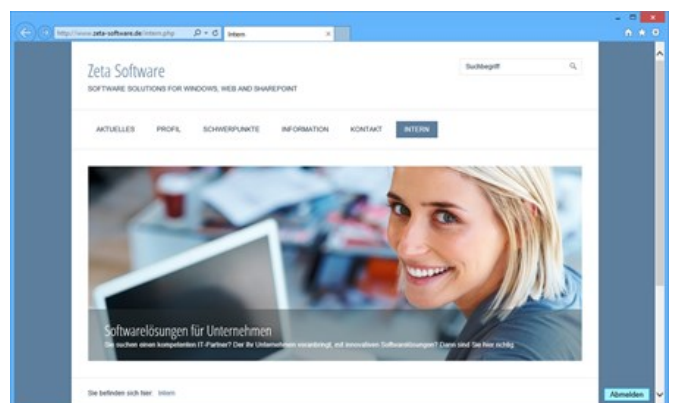 http://www.zeta-software.de/intern.php
Intern
Zeta Software
Suchbegriff
SOFTWARE SOLUTIONS FOR WINDOWS, WEB AND SHAREPOINT
AKTUELLES PROFIL SCHWERPUNKTE INFORMATION KONTAKT INTERN
Softwarelösungen für Unternehmen
Sie suchen einen kompetenten IT-Partner? Der Ihr Unternehmen voranbringt, mit innovativen Softwarelösungen? Dann sind Sie hier richtig.
Sie befinden sich hier: Intern
Abmelden